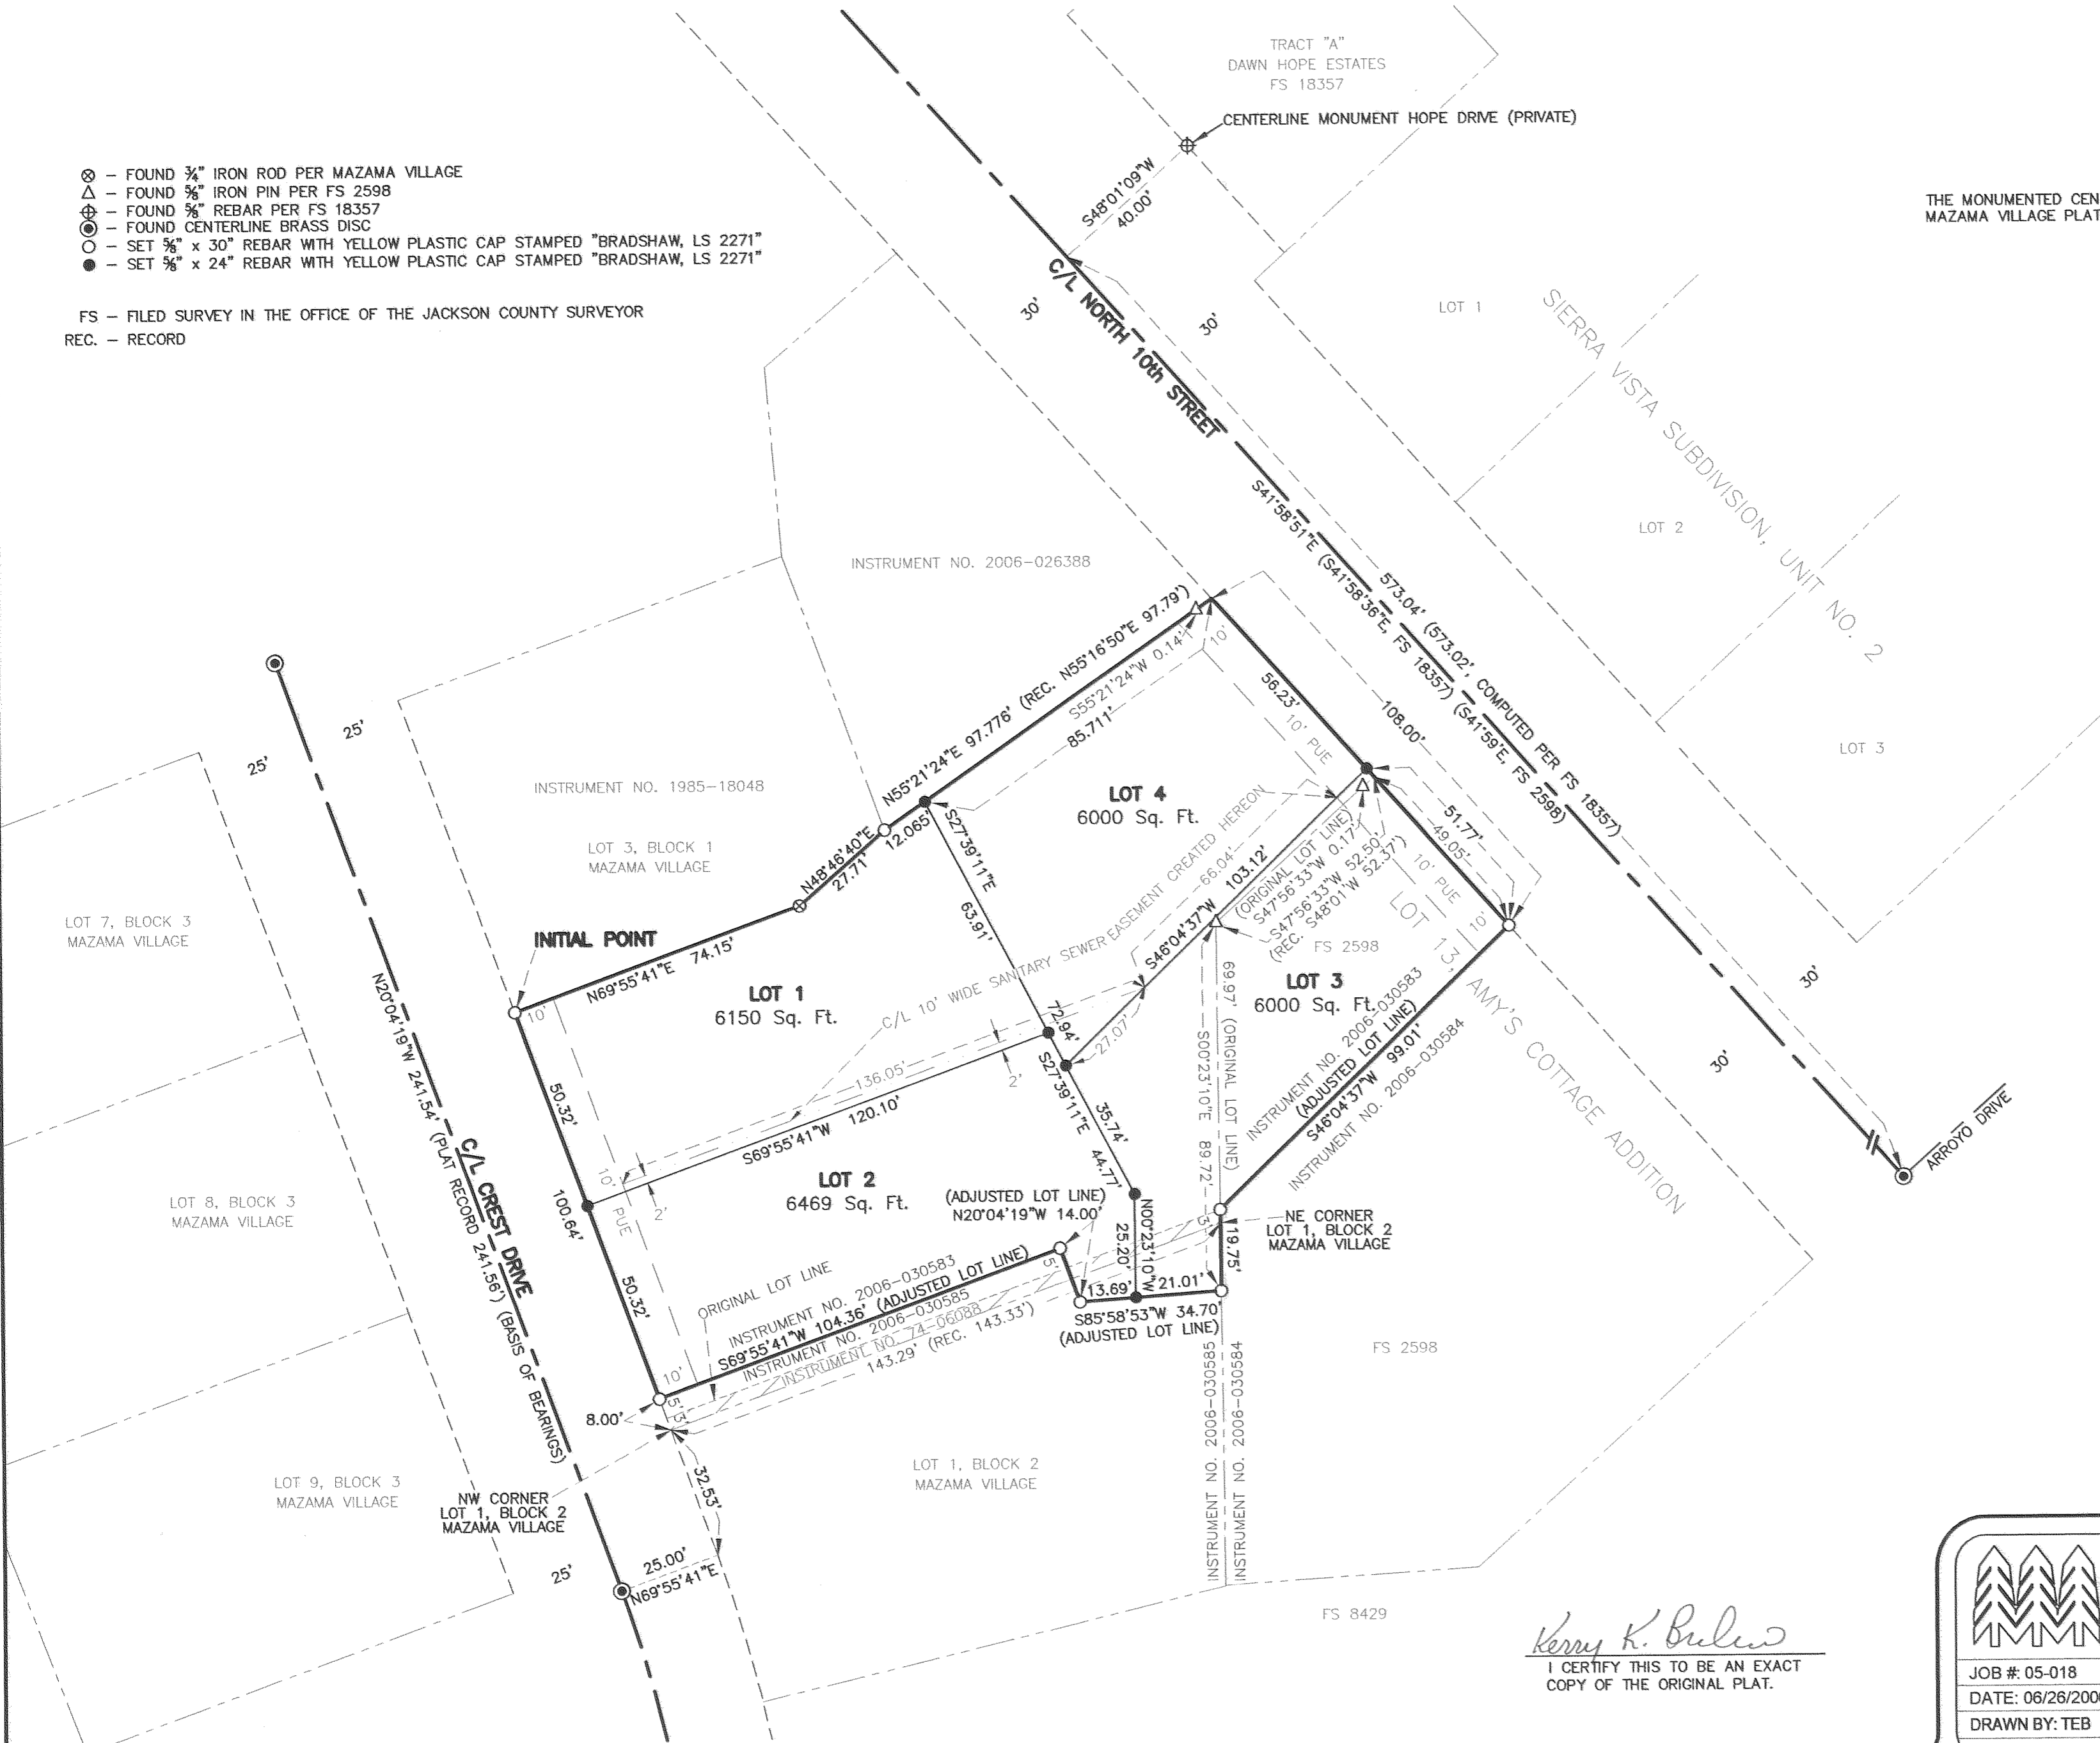 TRACT "A"
DAWN HOPE ESTATES
FS 18357
CENTERLINE MONUMENT HOPE DRIVE (PRIVATE)
S48°01'09"W
40.00'
⊗ – FOUND ¾" IRON ROD PER MAZAMA VILLAGE
△ – FOUND ⅝" IRON PIN PER FS 2598
⊕ – FOUND ⅝" REBAR PER FS 18357
◉ – FOUND CENTERLINE BRASS DISC
○ – SET ⅝" x 30" REBAR WITH YELLOW PLASTIC CAP STAMPED "BRADSHAW, LS 2271"
● – SET ⅝" x 24" REBAR WITH YELLOW PLASTIC CAP STAMPED "BRADSHAW, LS 2271"
FS – FILED SURVEY IN THE OFFICE OF THE JACKSON COUNTY SURVEYOR
REC. – RECORD
THE MONUMENTED CEN
MAZAMA VILLAGE PLAT
30'
30'
C/L NORTH 10th STREET
LOT 1
SIERRA VISTA SUBDIVISION, UNIT NO. 2
LOT 2
LOT 3
S41°58'51"E (S41°58'36"E, FS 18357) (S41°59'E, FS 2598)
573.04' (573.02', COMPUTED PER FS 18357)
INSTRUMENT NO. 2006-026388
N55°21'24"E 97.776' (REC. N55°16'50"E 97.79')
S55°21'24"W 0.14'
85.711'
10'
56.23'
10' PUE
108.00'
25'
25'
INSTRUMENT NO. 1985-18048
LOT 3, BLOCK 1
MAZAMA VILLAGE
N48°46'40"E
27.71'
12.065'
S27°39'11"E
63.91'
LOT 4
6000 Sq. Ft.
51.77'
49.05'
10' PUE
10'
LOT 13, AMY'S COTTAGE ADDITION
LOT 7, BLOCK 3
MAZAMA VILLAGE
INITIAL POINT
N69°55'41"E 74.15'
10'
LOT 1
6150 Sq. Ft.
C/L 10' WIDE SANITARY SEWER EASEMENT CREATED HEREON
66.04'
103.12'
S46°04'37"W
(ORIGINAL LOT LINE)
S47°56'33"W 0.17'
S47°56'33"W 52.50'
(REC. S48°01'W 52.37')
FS 2598
LOT 3
6000 Sq. Ft.
N20°04'19"W 241.54' (PLAT RECORD 241.56') (BASIS OF BEARINGS)
C/L CREST DRIVE
50.32'
136.05'
S69°55'41"W 120.10'
2'
72.94'
27.07'
S27°39'11"E
35.74'
44.77'
69.97' (ORIGINAL LOT LINE)
S00°23'10"E 89.72'
INSTRUMENT NO. 2006-030583
(ADJUSTED LOT LINE)
S46°04'37"W 99.01'
INSTRUMENT NO. 2006-030584
30'
30'
ARROYO DRIVE
LOT 8, BLOCK 3
MAZAMA VILLAGE
100.64'
10'
PUE
2'
LOT 2
6469 Sq. Ft.
(ADJUSTED LOT LINE)
N20°04'19"W 14.00'
N00°23'10"W
25.20'
3'
NE CORNER
LOT 1, BLOCK 2
MAZAMA VILLAGE
19.75'
50.32'
ORIGINAL LOT LINE
INSTRUMENT NO. 2006-030583
S69°55'41"W 104.36' (ADJUSTED LOT LINE)
INSTRUMENT NO. 2006-030585
INSTRUMENT NO. 74-06088
143.29' (REC. 143.33')
5'
13.69'
21.01'
S85°58'53"W 34.70'
(ADJUSTED LOT LINE)
10'
8.00'
5'
3'
FS 2598
INSTRUMENT NO. 2006-030585
INSTRUMENT NO. 2006-030584
LOT 9, BLOCK 3
MAZAMA VILLAGE
NW CORNER
LOT 1, BLOCK 2
MAZAMA VILLAGE
32.53'
LOT 1, BLOCK 2
MAZAMA VILLAGE
25'
25.00'
N69°55'41"E
FS 8429
I CERTIFY THIS TO BE AN EXACT
COPY OF THE ORIGINAL PLAT.
JOB #: 05-018
DATE: 06/26/200
DRAWN BY: TEB